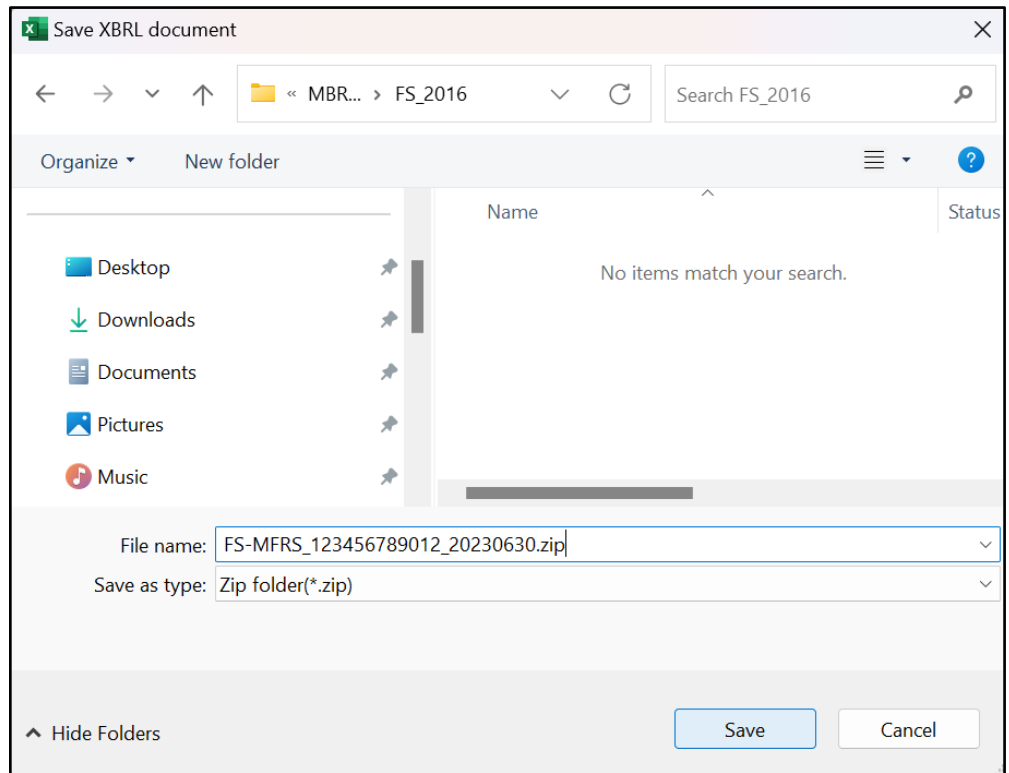 Save XBRL document
« MBR... > FS_2016
Search FS_2016
Organize
New folder
Name
Status
No items match your search.
Desktop
Downloads
Documents
Pictures
Music
File name: FS-MFRS_123456789012_20230630.zip
Save as type: Zip folder(*.zip)
Hide Folders
Save
Cancel